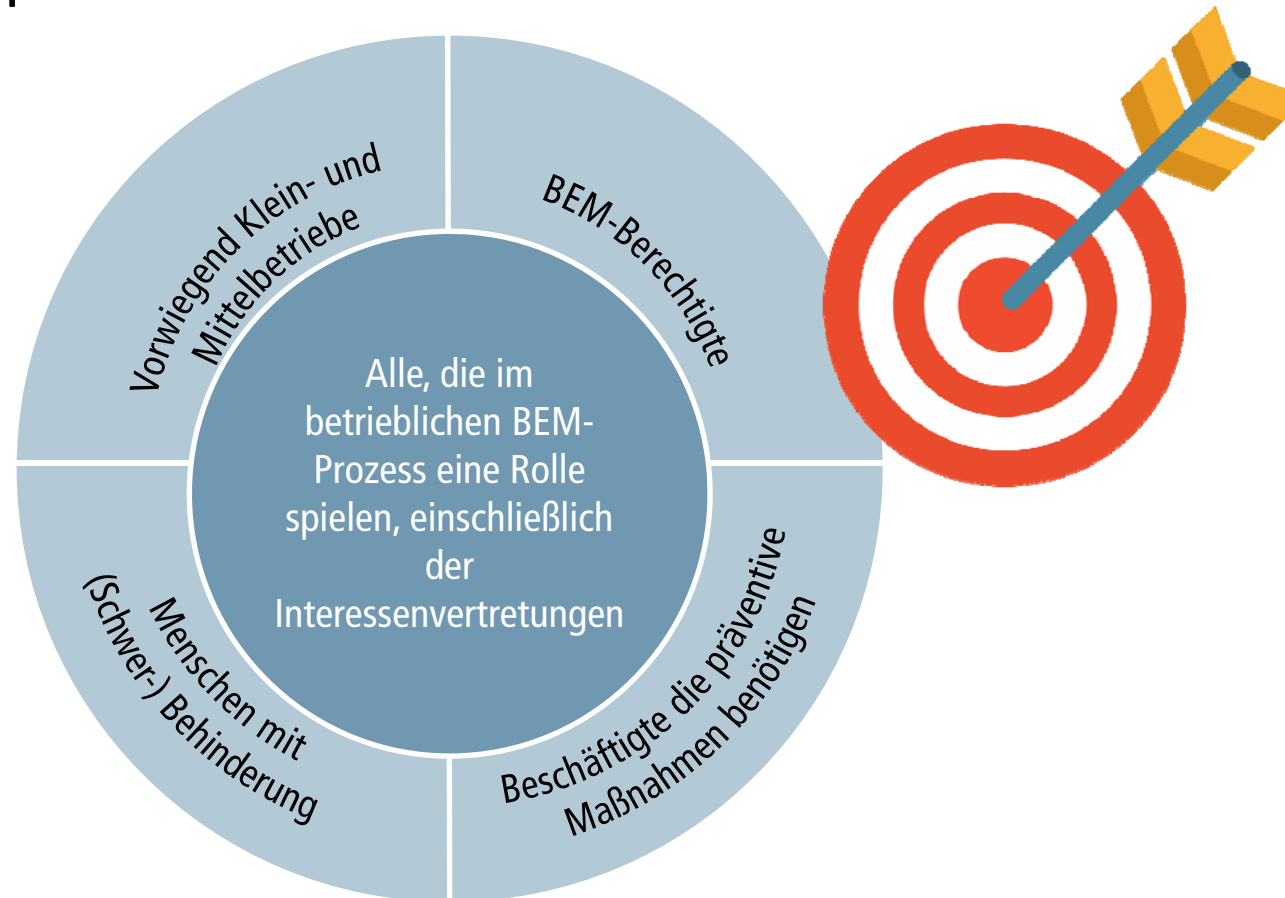 Vorwiegend Klein- und
Mittelbetriebe
BEM-Berechtigte
Alle, die im
betrieblichen BEM-
Prozess eine Rolle
spielen, einschließlich
der
Interessenvertretungen
Menschen mit
(Schwer-) Behinderung
Beschäftigte die präventive
Maßnahmen benötigen